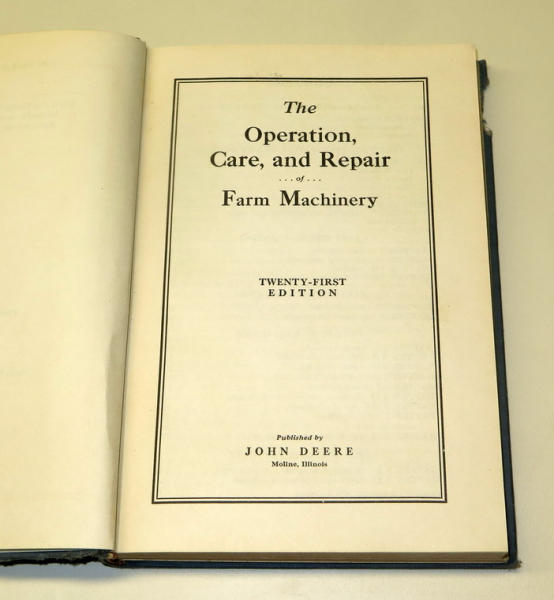 The
Operation,
Care, and Repair
...of...
Farm Machinery
TWENTY-FIRST
EDITION
Published by
JOHN DEERE
Moline, Illinois